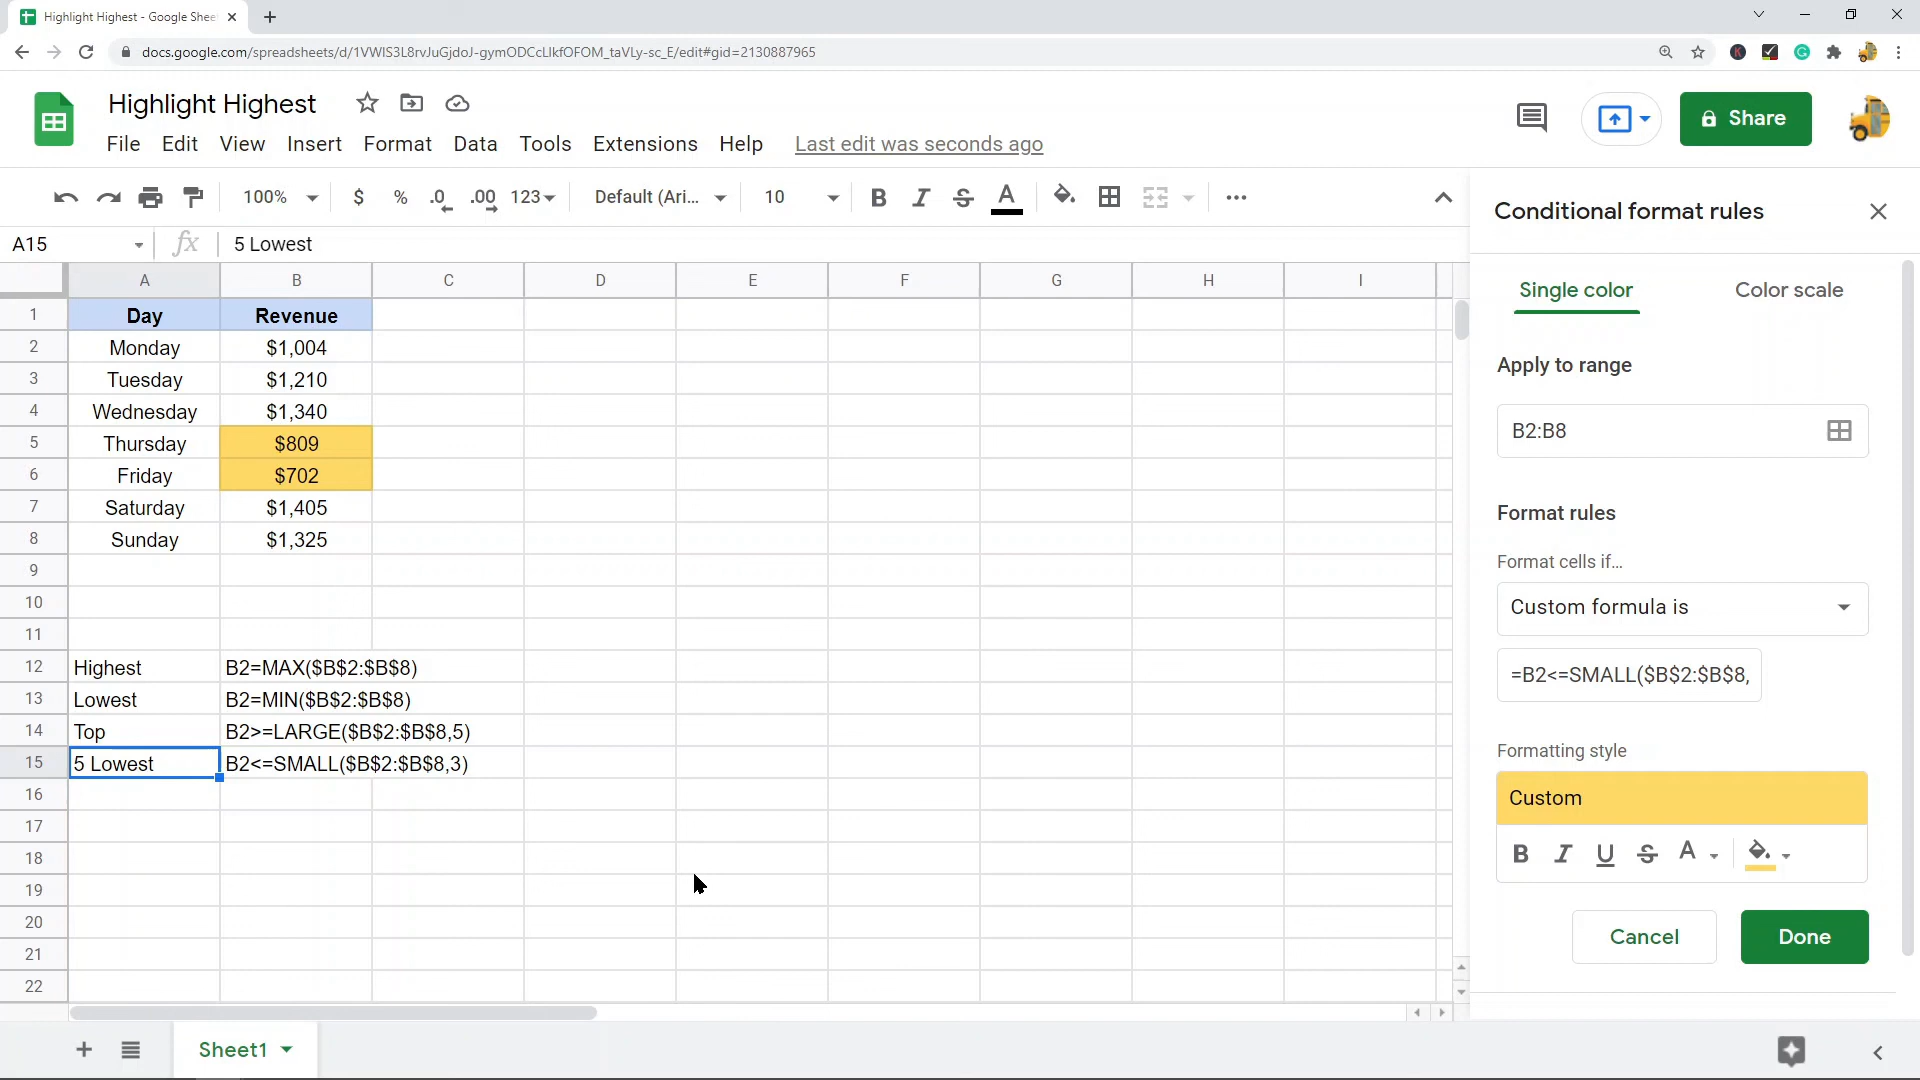 Highlight Highest - Google Shee
docs.google.com/spreadsheets/d/1VWIS3L8rvJuGjdoJ-gymODCcLIkfOFOM_taVLy-sc_E/edit#gid=2130887965
Highlight Highest
File Edit View Insert Format Data Tools Extensions Help Last edit was seconds ago
Share
100% $ % .0 .00 123 Default (Ari... 10 B I S A
A15 fx 5 Lowest
A B C D E F G H I
1 Day Revenue
2 Monday $1,004
3 Tuesday $1,210
4 Wednesday $1,340
5 Thursday $809
6 Friday $702
7 Saturday $1,405
8 Sunday $1,325
9
10
11
12 Highest B2=MAX($B$2:$B$8)
13 Lowest B2=MIN($B$2:$B$8)
14 Top B2>=LARGE($B$2:$B$8,5)
15 5 Lowest B2<=SMALL($B$2:$B$8,3)
16
17
18
19
20
21
22
Sheet1
Conditional format rules
Single color Color scale
Apply to range
B2:B8
Format rules
Format cells if…
Custom formula is
=B2<=SMALL($B$2:$B$8,
Formatting style
Custom
B I U S A
Cancel Done